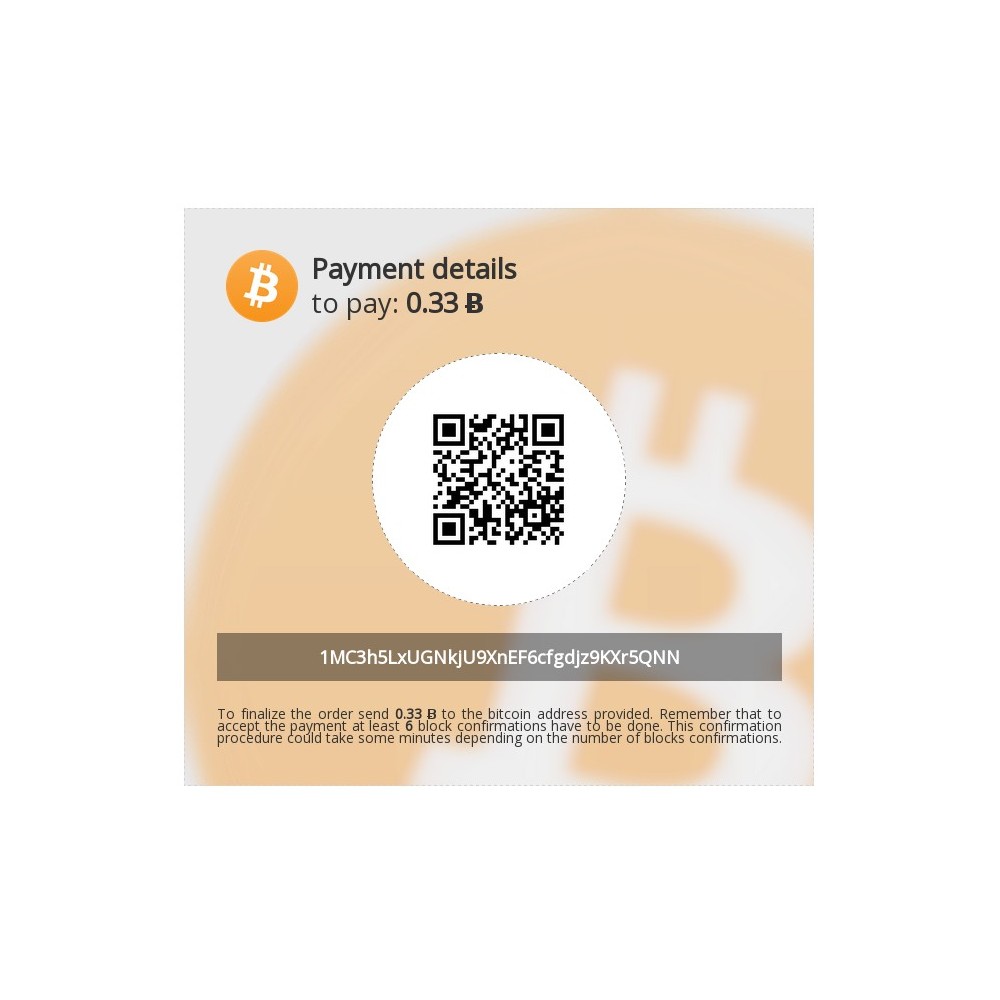 Payment details
to pay: 0.33 Ƀ
1MC3h5LxUGNkjU9XnEF6cfgdJz9KXr5QNN
To finalize the order send 0.33 Ƀ to the bitcoin address provided. Remember that to
accept the payment at least 6 block confirmations have to be done. This confirmation
procedure could take some minutes depending on the number of blocks confirmations.